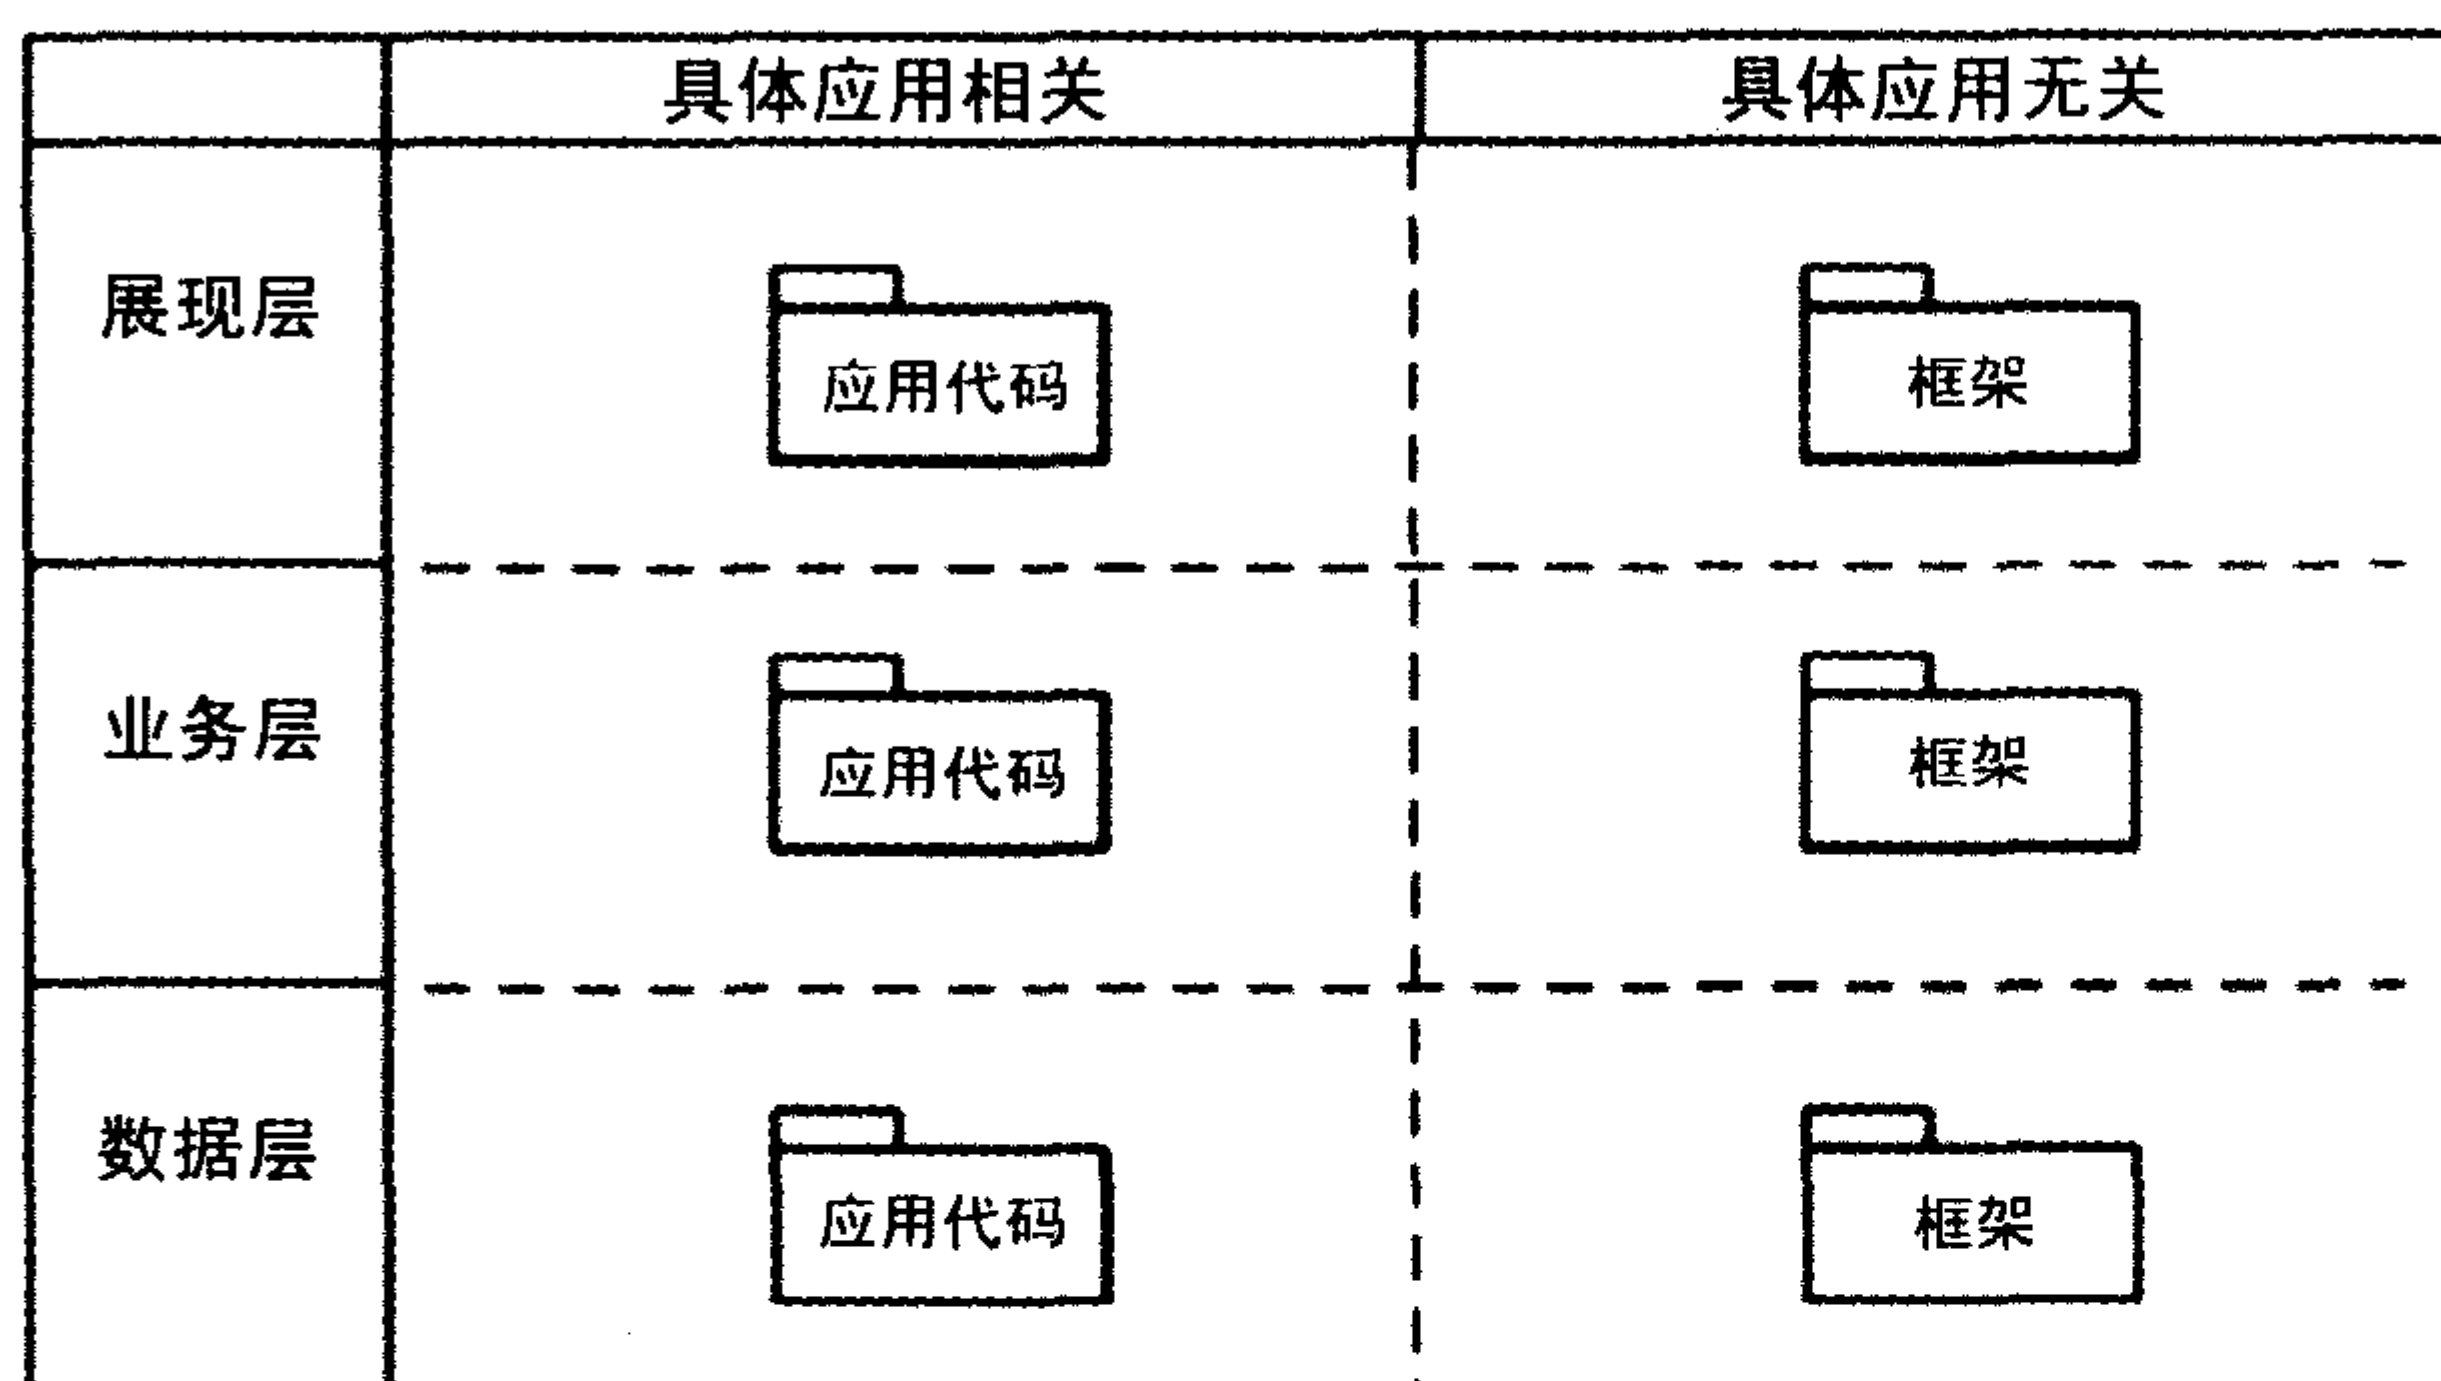 具体应用相关 具体应用无关
展现层
应用代码 框架
业务层
应用代码 框架
数据层
应用代码 框架